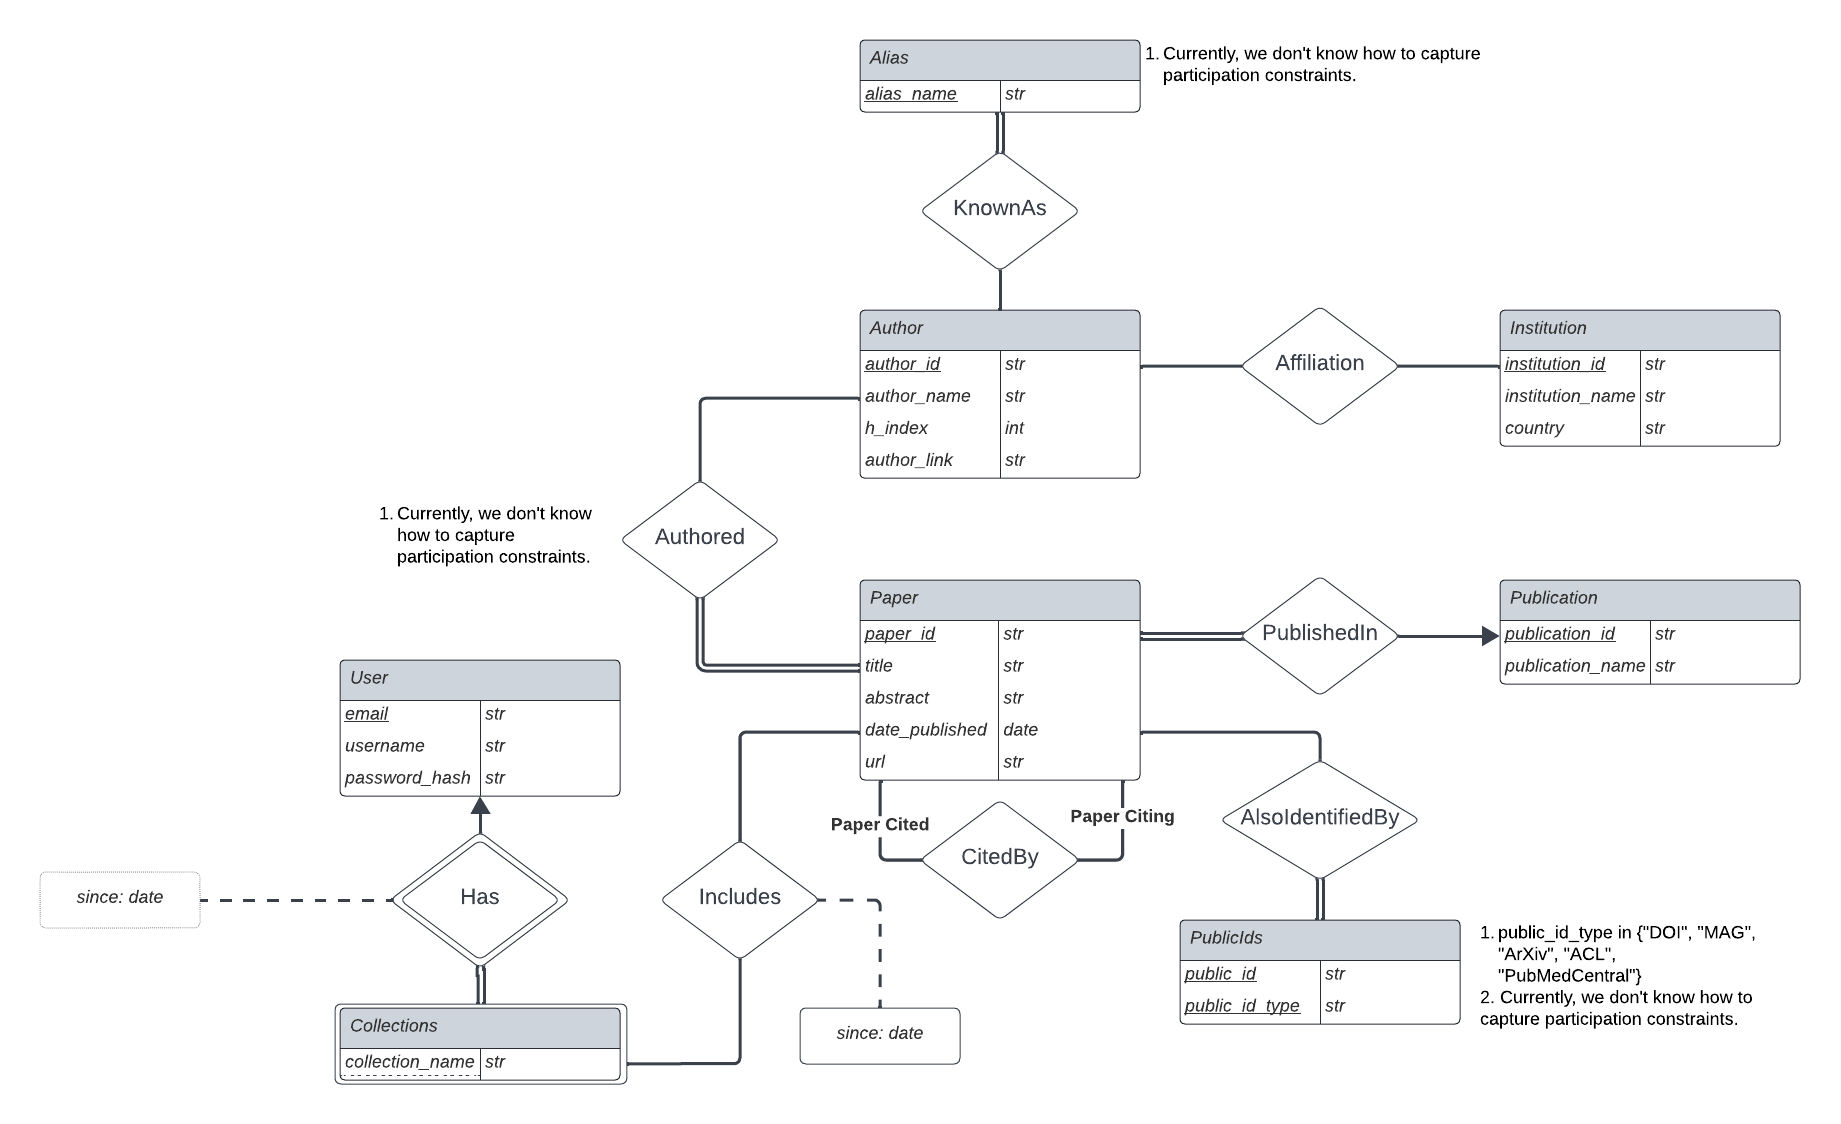 Alias
alias_name str
1. Currently, we don't know how to capture
participation constraints.
KnownAs
Author
author_id str
author_name str
h_index int
author_link str
Affiliation
Institution
institution_id str
institution_name str
country str
1. Currently, we don't know
how to capture
participation constraints.
Authored
Paper
paper_id str
title str
abstract str
date_published date
url str
PublishedIn
Publication
publication_id str
publication_name str
User
email str
username str
password_hash str
Paper Cited
Paper Citing
CitedBy
AlsoIdentifiedBy
since: date
Has
Includes
since: date
Collections
collection_name str
PublicIds
public_id str
public_id_type str
1. public_id_type in {"DOI", "MAG",
"ArXiv", "ACL",
"PubMedCentral"}
2. Currently, we don't know how to
capture participation constraints.